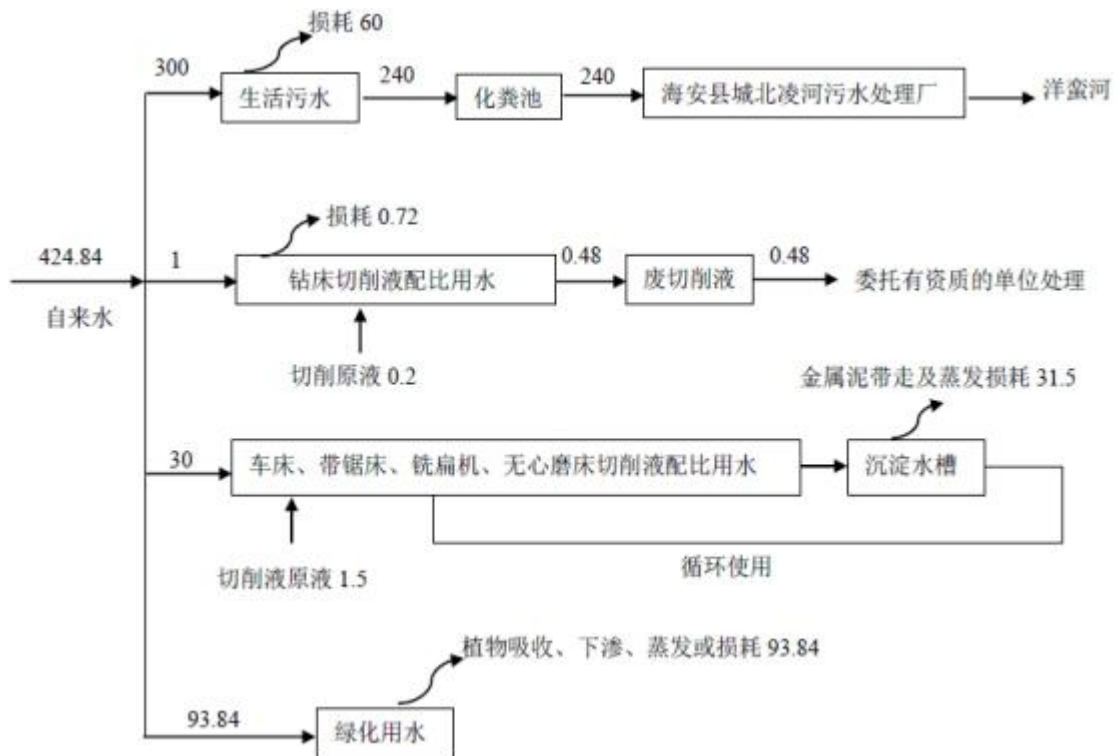 损耗 60
300
生活污水
240
化粪池
240
海安县城北凌河污水处理厂
洋蛮河
损耗 0.72
424.84
自来水
1
钻床切削液配比用水
0.48
废切削液
0.48
委托有资质的单位处理
切削原液 0.2
金属泥带走及蒸发损耗 31.5
30
车床、带锯床、铣扁机、无心磨床切削液配比用水
沉淀水槽
循环使用
切削液原液 1.5
植物吸收、下渗、蒸发或损耗 93.84
93.84
绿化用水